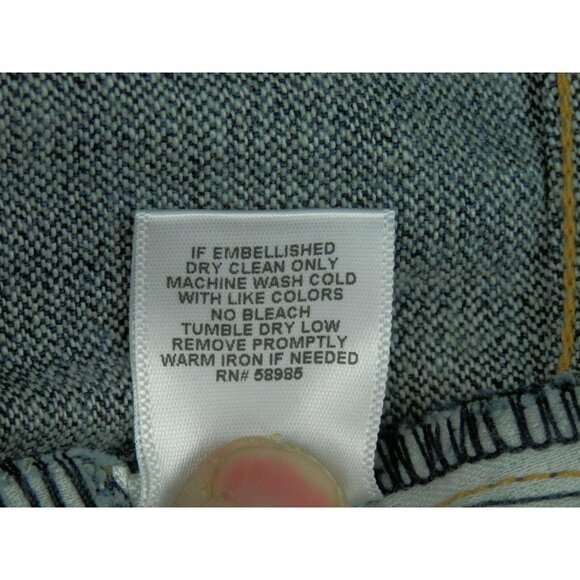 IF EMBELLISHED
DRY CLEAN ONLY
MACHINE WASH COLD
WITH LIKE COLORS
NO BLEACH
TUMBLE DRY LOW
REMOVE PROMPTLY
WARM IRON IF NEEDED
RN# 58985